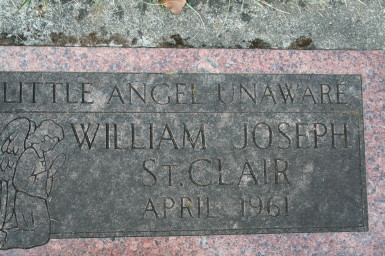 LITTLE ANGEL UNAWARE
WILLIAM JOSEPH
ST. CLAIR
APRIL 1961